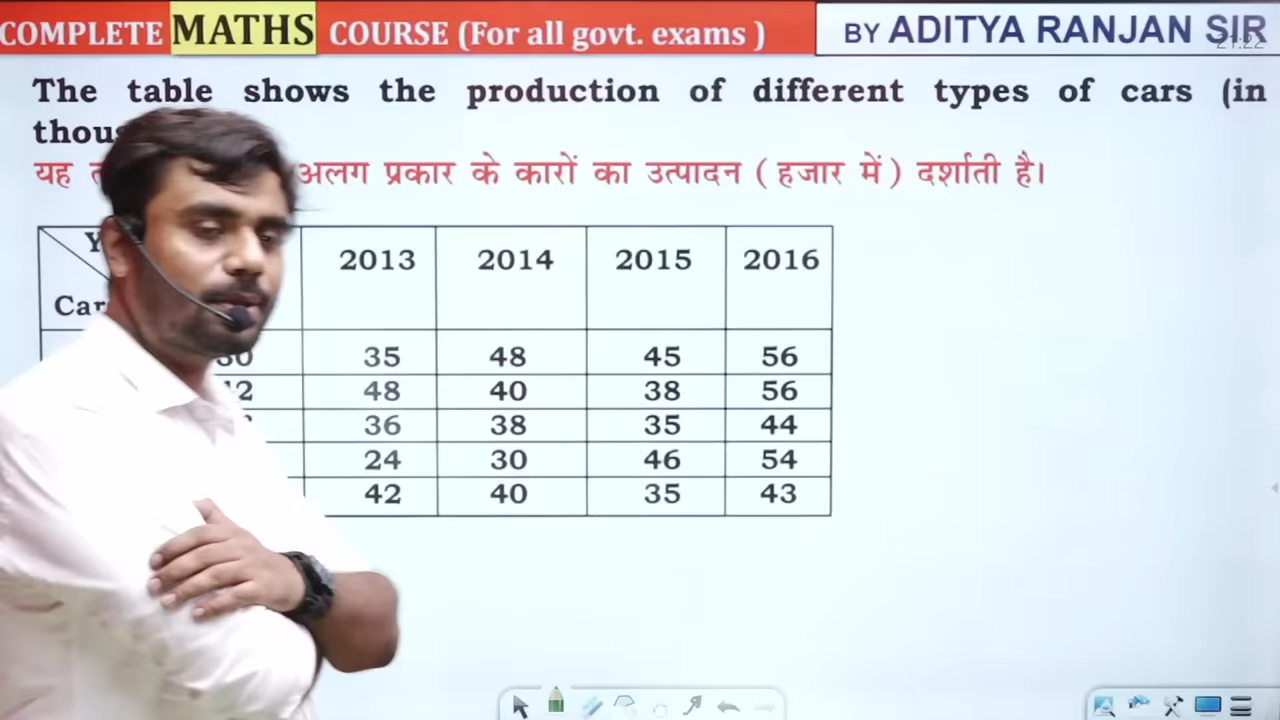 COMPLETE MATHS COURSE (For all govt. exams )
BY ADITYA RANJAN SIR
21:22
The table shows the production of different types of cars (in
यह अलग प्रकार के कारों का उत्पादन ( हजार में ) दर्शाती है।
2013 2014 2015 2016
35 48 45 56
48 40 38 56
36 38 35 44
24 30 46 54
42 40 35 43